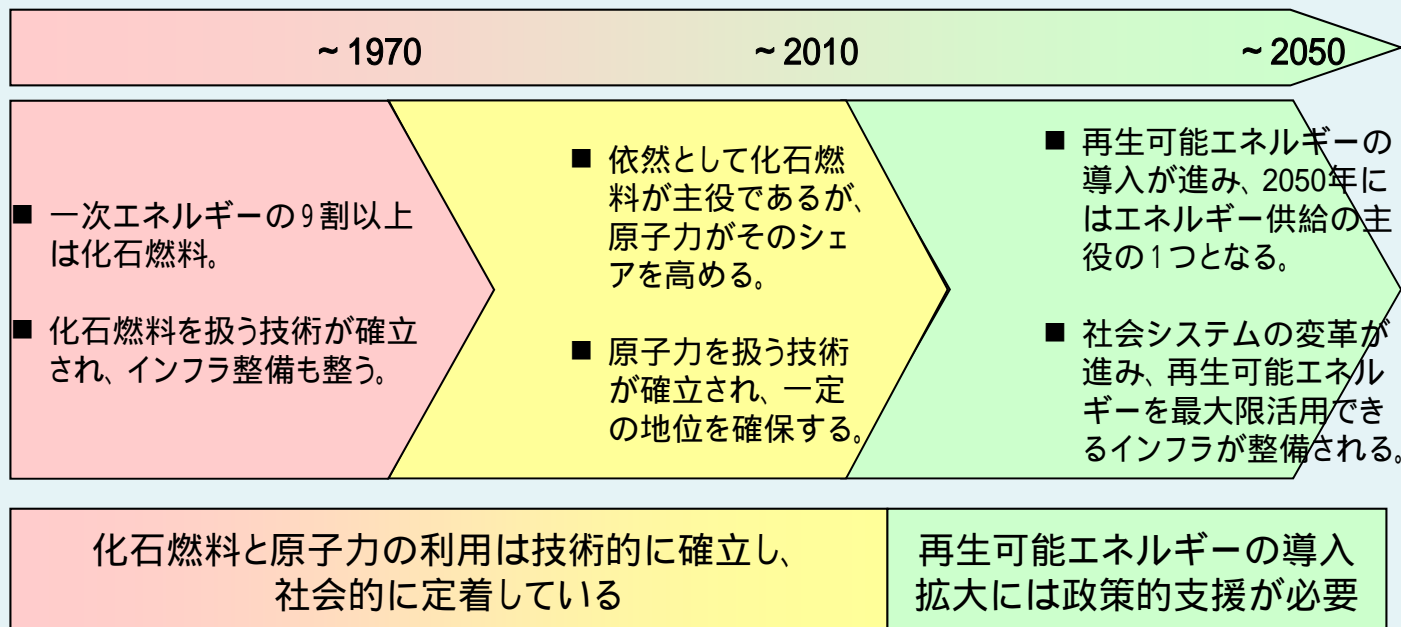 ~1970
~2010
~2050
■ 一次エネルギーの9割以上
は化石燃料。
■ 化石燃料を扱う技術が確立
され、インフラ整備も整う。
■ 依然として化石燃
料が主役であるが、
原子力がそのシェ
アを高める。
■ 原子力を扱う技術
が確立され、一定
の地位を確保する。
■ 再生可能エネルギーの
導入が進み、2050年に
はエネルギー供給の主
役の1つとなる。
■ 社会システムの変革が
進み、再生可能エネル
ギーを最大限活用でき
るインフラが整備される。
化石燃料と原子力の利用は技術的に確立し、
社会的に定着している
再生可能エネルギーの導入
拡大には政策的支援が必要